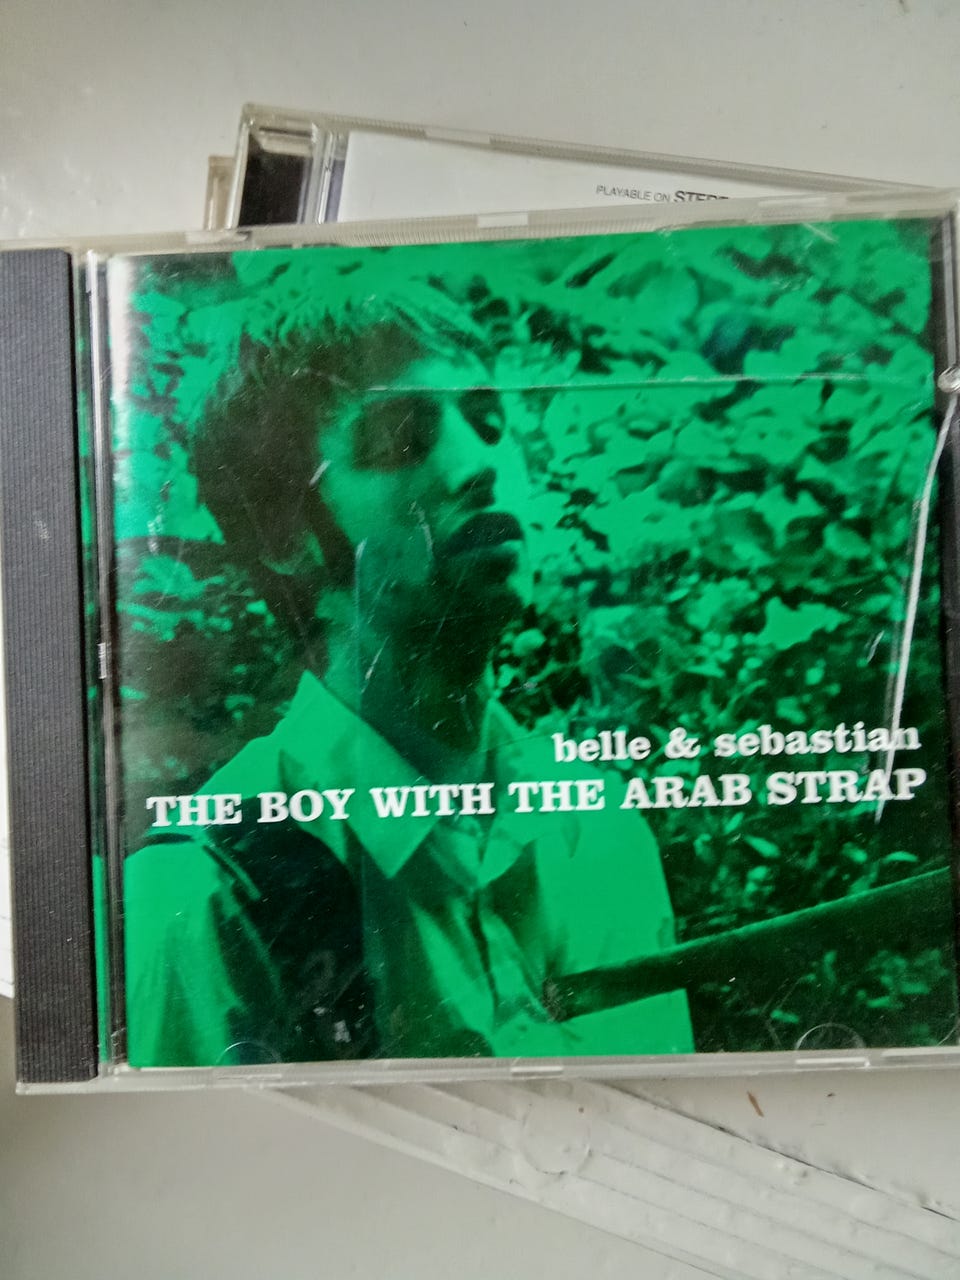 PLAYABLE ON
belle & sebastian
THE BOY WITH THE ARAB STRAP